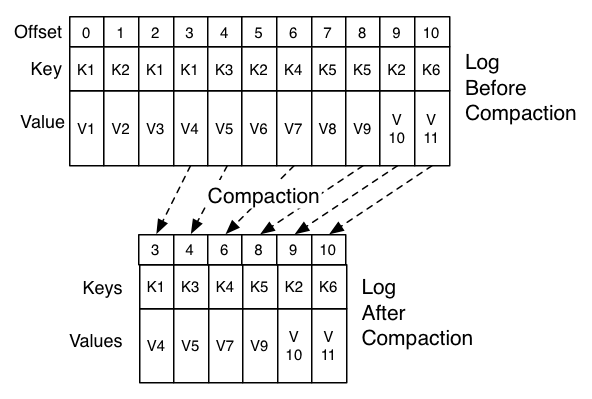 Offset 0 1 2 3 4 5 6 7 8 9 10
Key K1 K2 K1 K1 K3 K2 K4 K5 K5 K2 K6
Value V1 V2 V3 V4 V5 V6 V7 V8 V9 V 10 V 11
Log
Before
Compaction
Compaction
3 4 6 8 9 10
Keys K1 K3 K4 K5 K2 K6
Values V4 V5 V7 V9 V 10 V 11
Log
After
Compaction